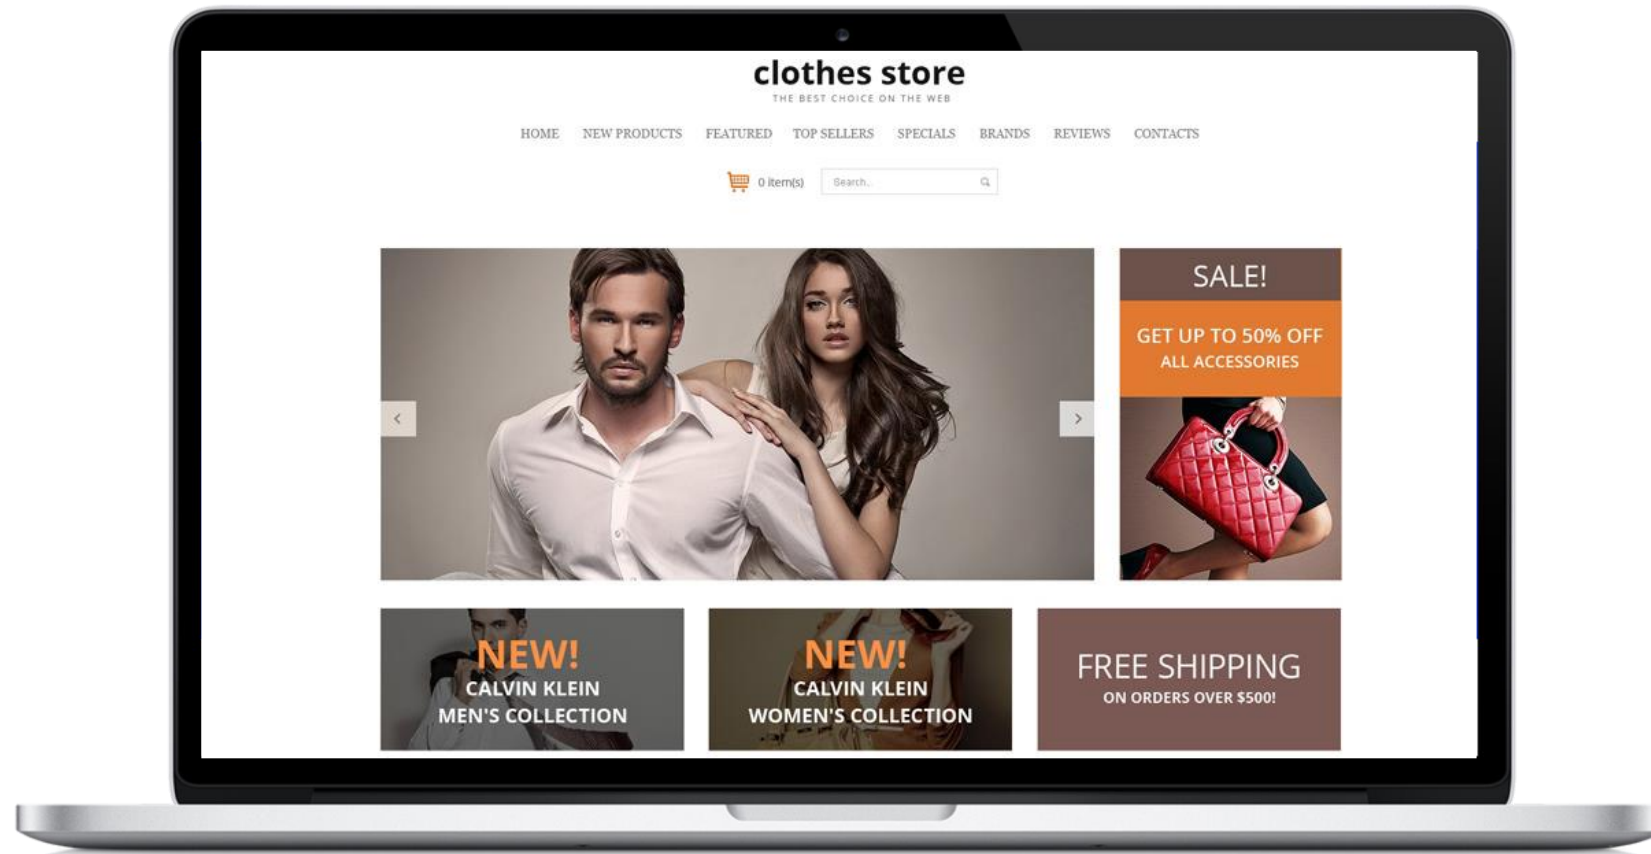 clothes store
THE BEST CHOICE ON THE WEB
HOME NEW PRODUCTS FEATURED TOP SELLERS SPECIALS BRANDS REVIEWS CONTACTS
0 item(s) Search..
SALE!
GET UP TO 50% OFF
ALL ACCESSORIES
NEW!
CALVIN KLEIN
MEN'S COLLECTION
NEW!
CALVIN KLEIN
WOMEN'S COLLECTION
FREE SHIPPING
ON ORDERS OVER $500!